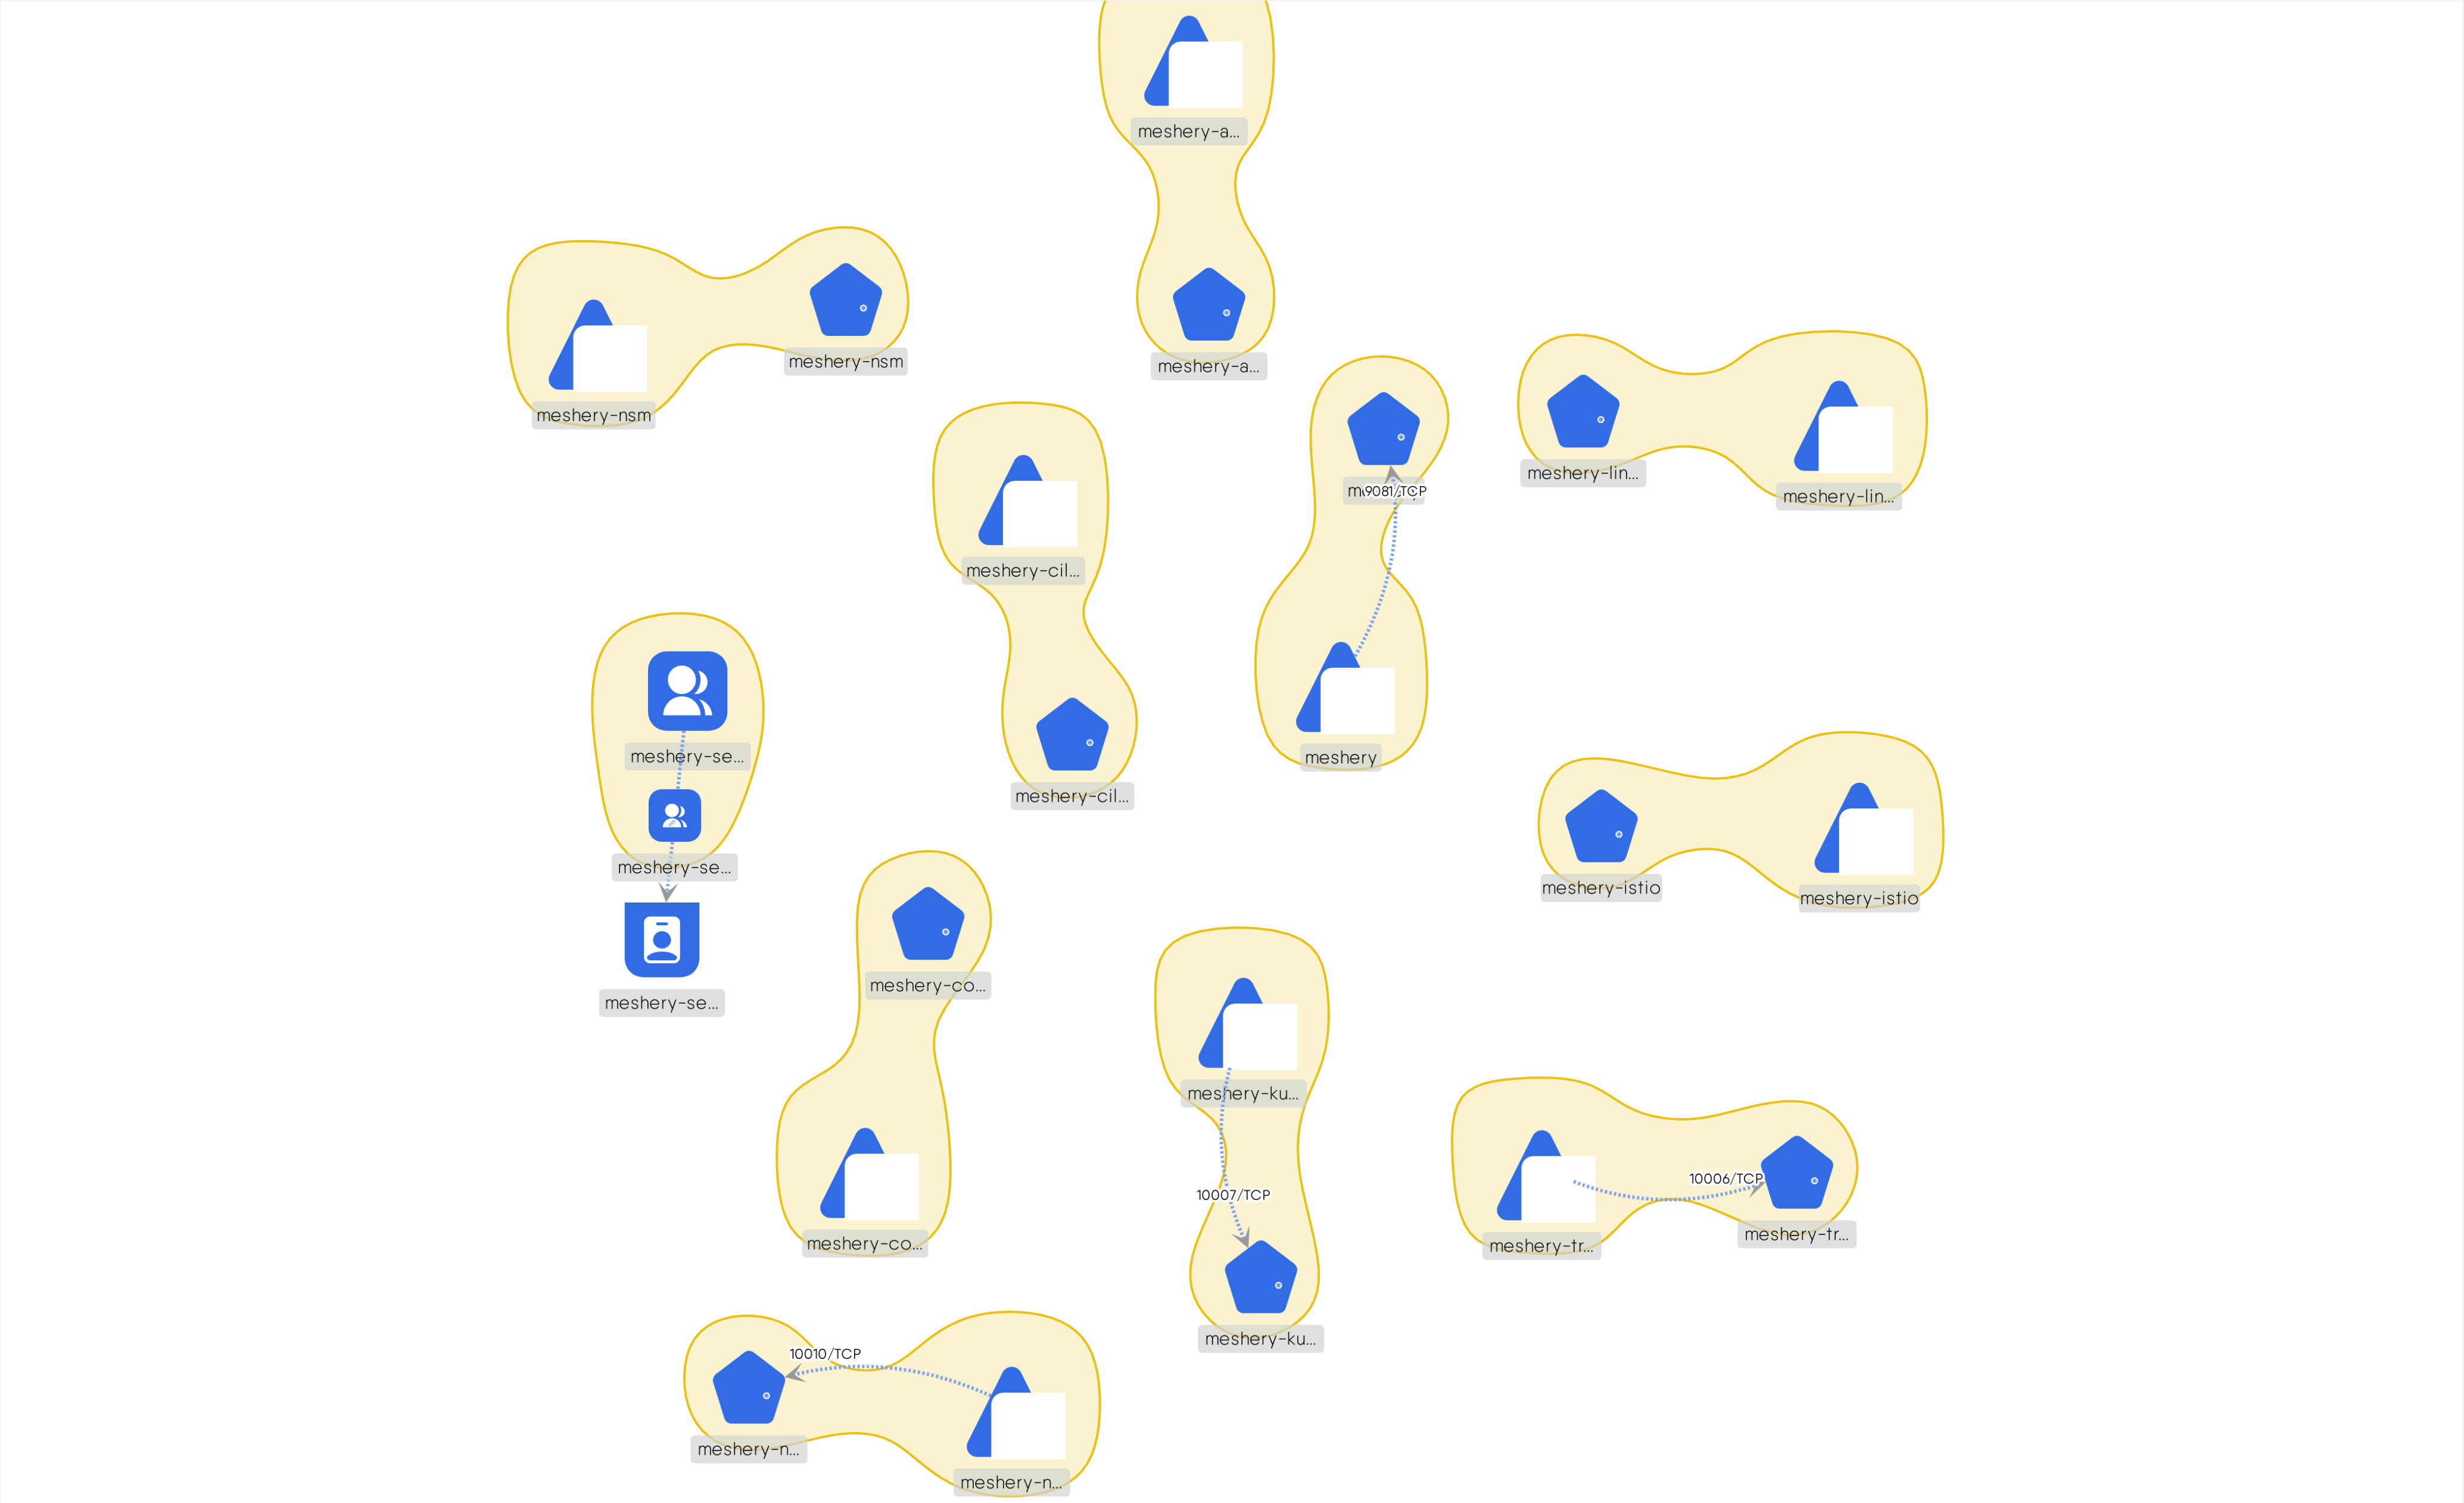 meshery-a...
meshery-a...
meshery-nsm
meshery-nsm
9081/TCP
meshery-lin...
meshery-lin...
meshery-cil...
meshery-cil...
meshery
meshery-se...
meshery-se...
meshery-se...
meshery-istio
meshery-istio
meshery-co...
meshery-co...
meshery-ku...
10007/TCP
meshery-ku...
10006/TCP
meshery-tr...
meshery-tr...
10010/TCP
meshery-n...
meshery-n...